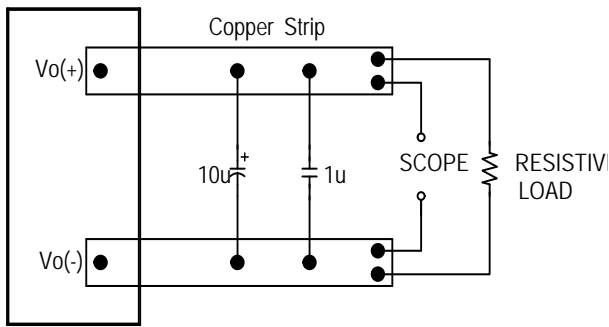 Copper Strip
Vo(+)
+
10u
1u
SCOPE
RESISTIVE
LOAD
Vo(-)